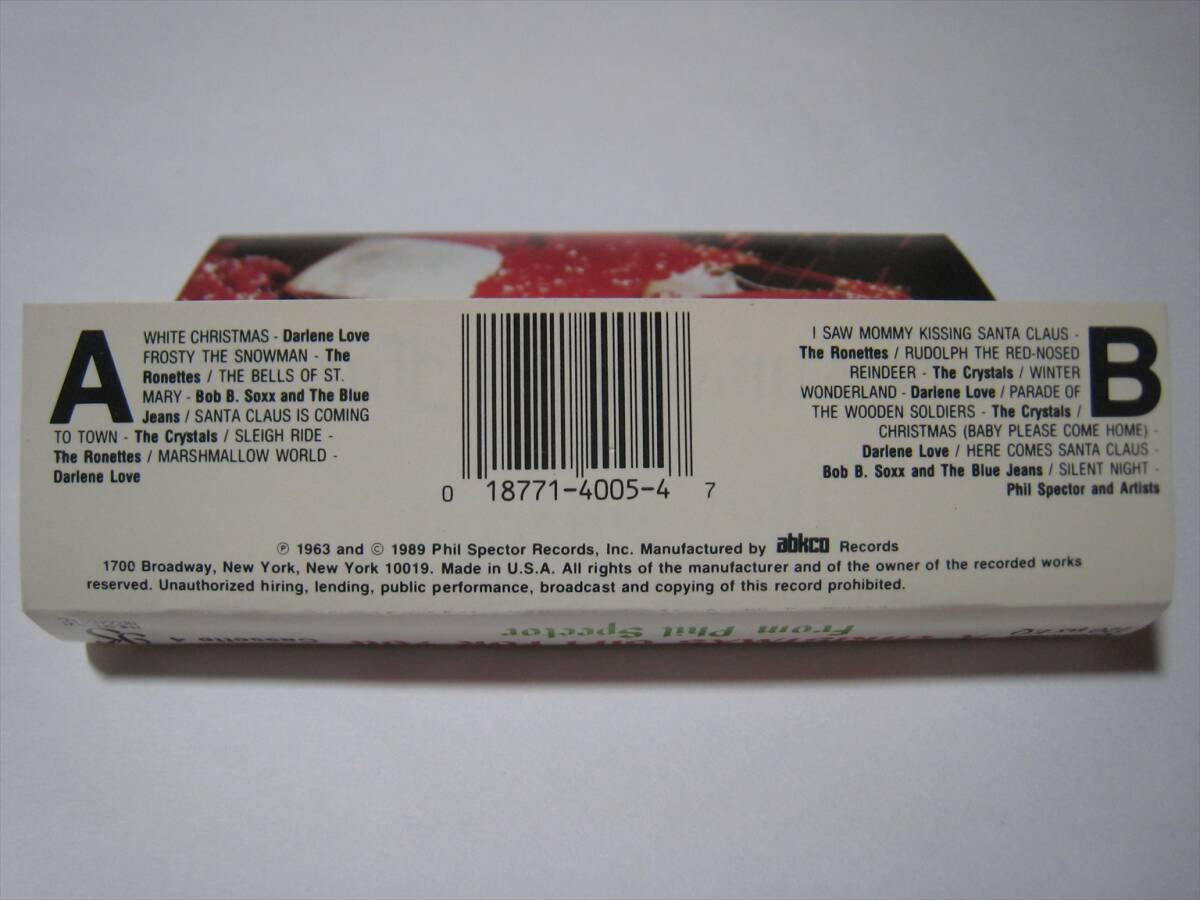 A
WHITE CHRISTMAS - Darlene Love
FROSTY THE SNOWMAN - The
Ronettes / THE BELLS OF ST.
MARY - Bob B. Soxx and The Blue
Jeans / SANTA CLAUS IS COMING
TO TOWN - The Crystals / SLEIGH RIDE -
The Ronettes / MARSHMALLOW WORLD -
Darlene Love
0 18771-4005-4 7
B
I SAW MOMMY KISSING SANTA CLAUS -
The Ronettes / RUDOLPH THE RED-NOSED
REINDEER - The Crystals / WINTER
WONDERLAND - Darlene Love / PARADE OF
THE WOODEN SOLDIERS - The Crystals /
CHRISTMAS (BABY PLEASE COME HOME) -
Darlene Love / HERE COMES SANTA CLAUS -
Bob B. Soxx and The Blue Jeans / SILENT NIGHT -
Phil Spector and Artists
℗ 1963 and © 1989 Phil Spector Records, Inc. Manufactured by abkco Records
1700 Broadway, New York, New York 10019. Made in U.S.A. All rights of the manufacturer and of the owner of the recorded works
reserved. Unauthorized hiring, lending, public performance, broadcast and copying of this record prohibited.
From Phil Spector
Cassette 4